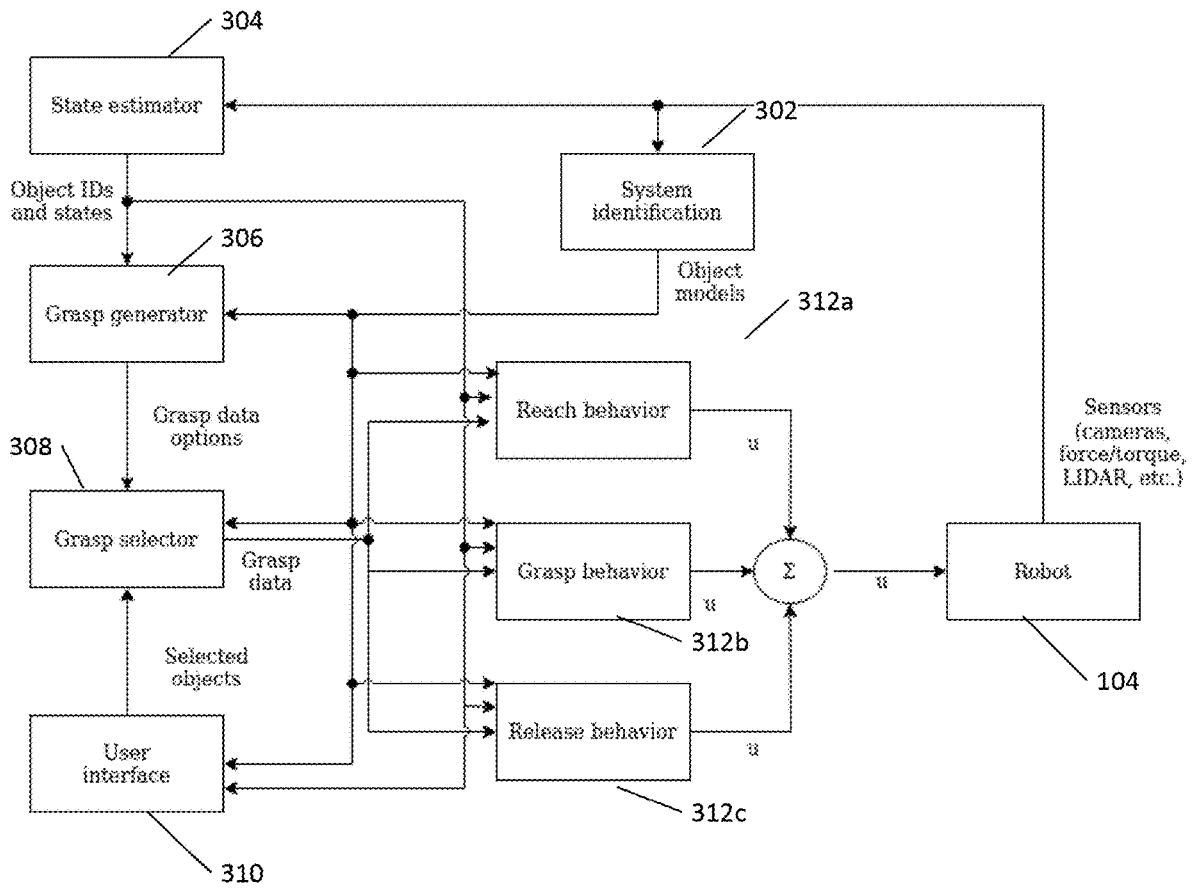 304
State estimator
302
Object IDs
and states
System
identification
306
Object
models
312a
Grasp generator
Reach behavior
Grasp data
options
u
Sensors
(cameras,
force/torque,
LIDAR, etc.)
308
Grasp selector
Grasp
data
Grasp behavior
u
Σ
u
Robot
312b
104
Selected
objects
Release behavior
u
User
interface
312c
310